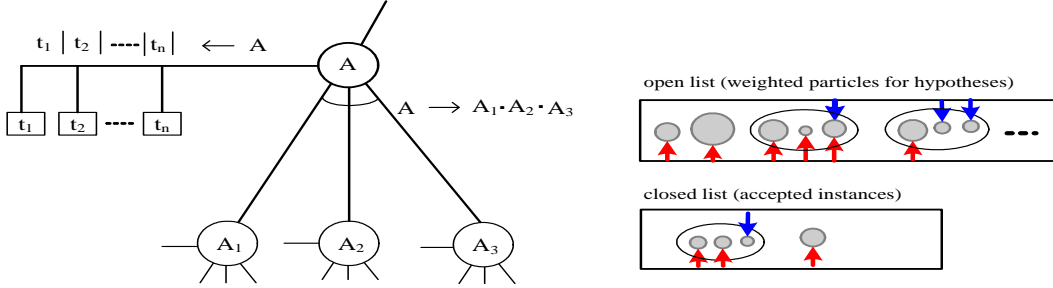 t1 | t2 | ----- | tn | ← A
A
t1 t2 ---- tn
A → A1·A2·A3
A1 A2 A3
open list (weighted particles for hypotheses)
closed list (accepted instances)